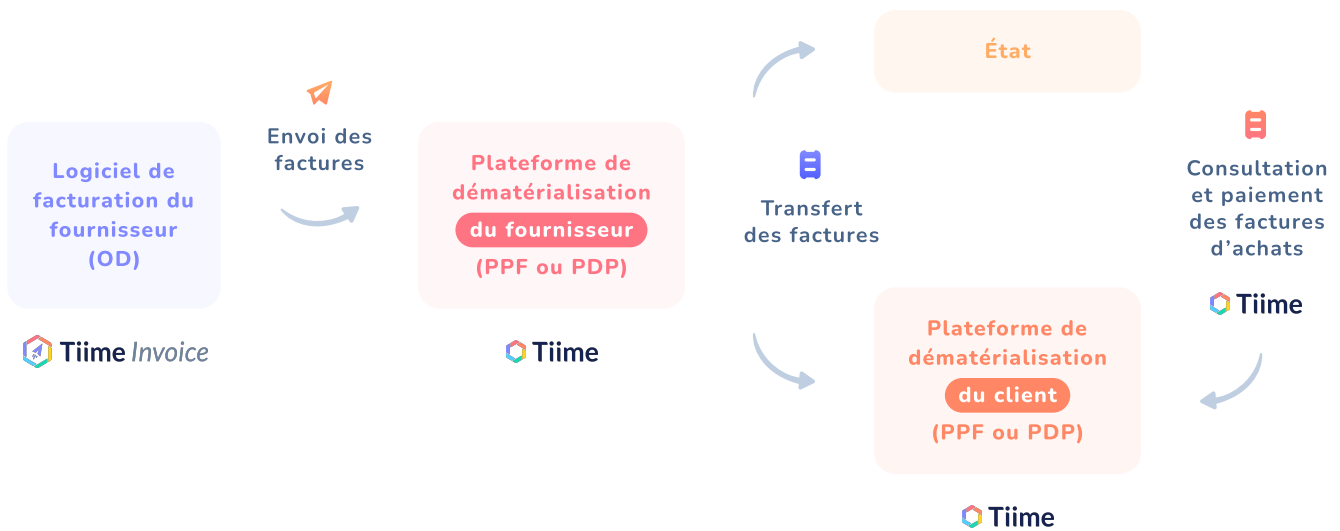 Logiciel de
facturation du
fournisseur
(OD)
Tiime Invoice
Envoi des
factures
Plateforme de
dématérialisation
du fournisseur
(PPF ou PDP)
Tiime
Transfert
des factures
État
Plateforme de
dématérialisation
du client
(PPF ou PDP)
Tiime
Consultation
et paiement
des factures
d’achats
Tiime